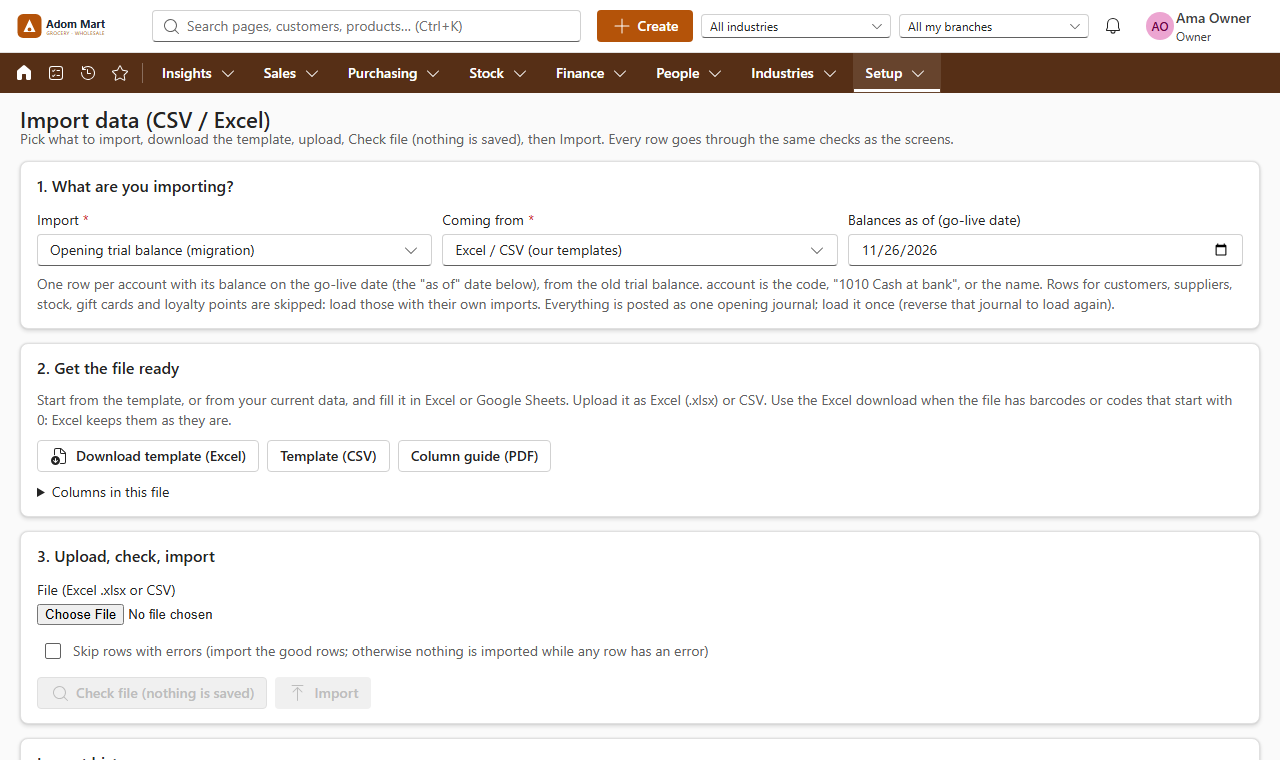 Adom Mart
GROCERY · WHOLESALE
Search pages, customers, products... (Ctrl+K)
Create
All industries
All my branches
AO
Ama Owner
Owner
Insights
Sales
Purchasing
Stock
Finance
People
Industries
Setup
Import data (CSV / Excel)
Pick what to import, download the template, upload, Check file (nothing is saved), then Import. Every row goes through the same checks as the screens.
1. What are you importing?
Import *
Coming from *
Balances as of (go-live date)
Opening trial balance (migration)
Excel / CSV (our templates)
11/26/2026
One row per account with its balance on the go-live date (the "as of" date below), from the old trial balance. account is the code, "1010 Cash at bank", or the name. Rows for customers, suppliers,
stock, gift cards and loyalty points are skipped: load those with their own imports. Everything is posted as one opening journal; load it once (reverse that journal to load again).
2. Get the file ready
Start from the template, or from your current data, and fill it in Excel or Google Sheets. Upload it as Excel (.xlsx) or CSV. Use the Excel download when the file has barcodes or codes that start with
0: Excel keeps them as they are.
Download template (Excel)
Template (CSV)
Column guide (PDF)
Columns in this file
3. Upload, check, import
File (Excel .xlsx or CSV)
Choose File No file chosen
Skip rows with errors (import the good rows; otherwise nothing is imported while any row has an error)
Check file (nothing is saved)
Import